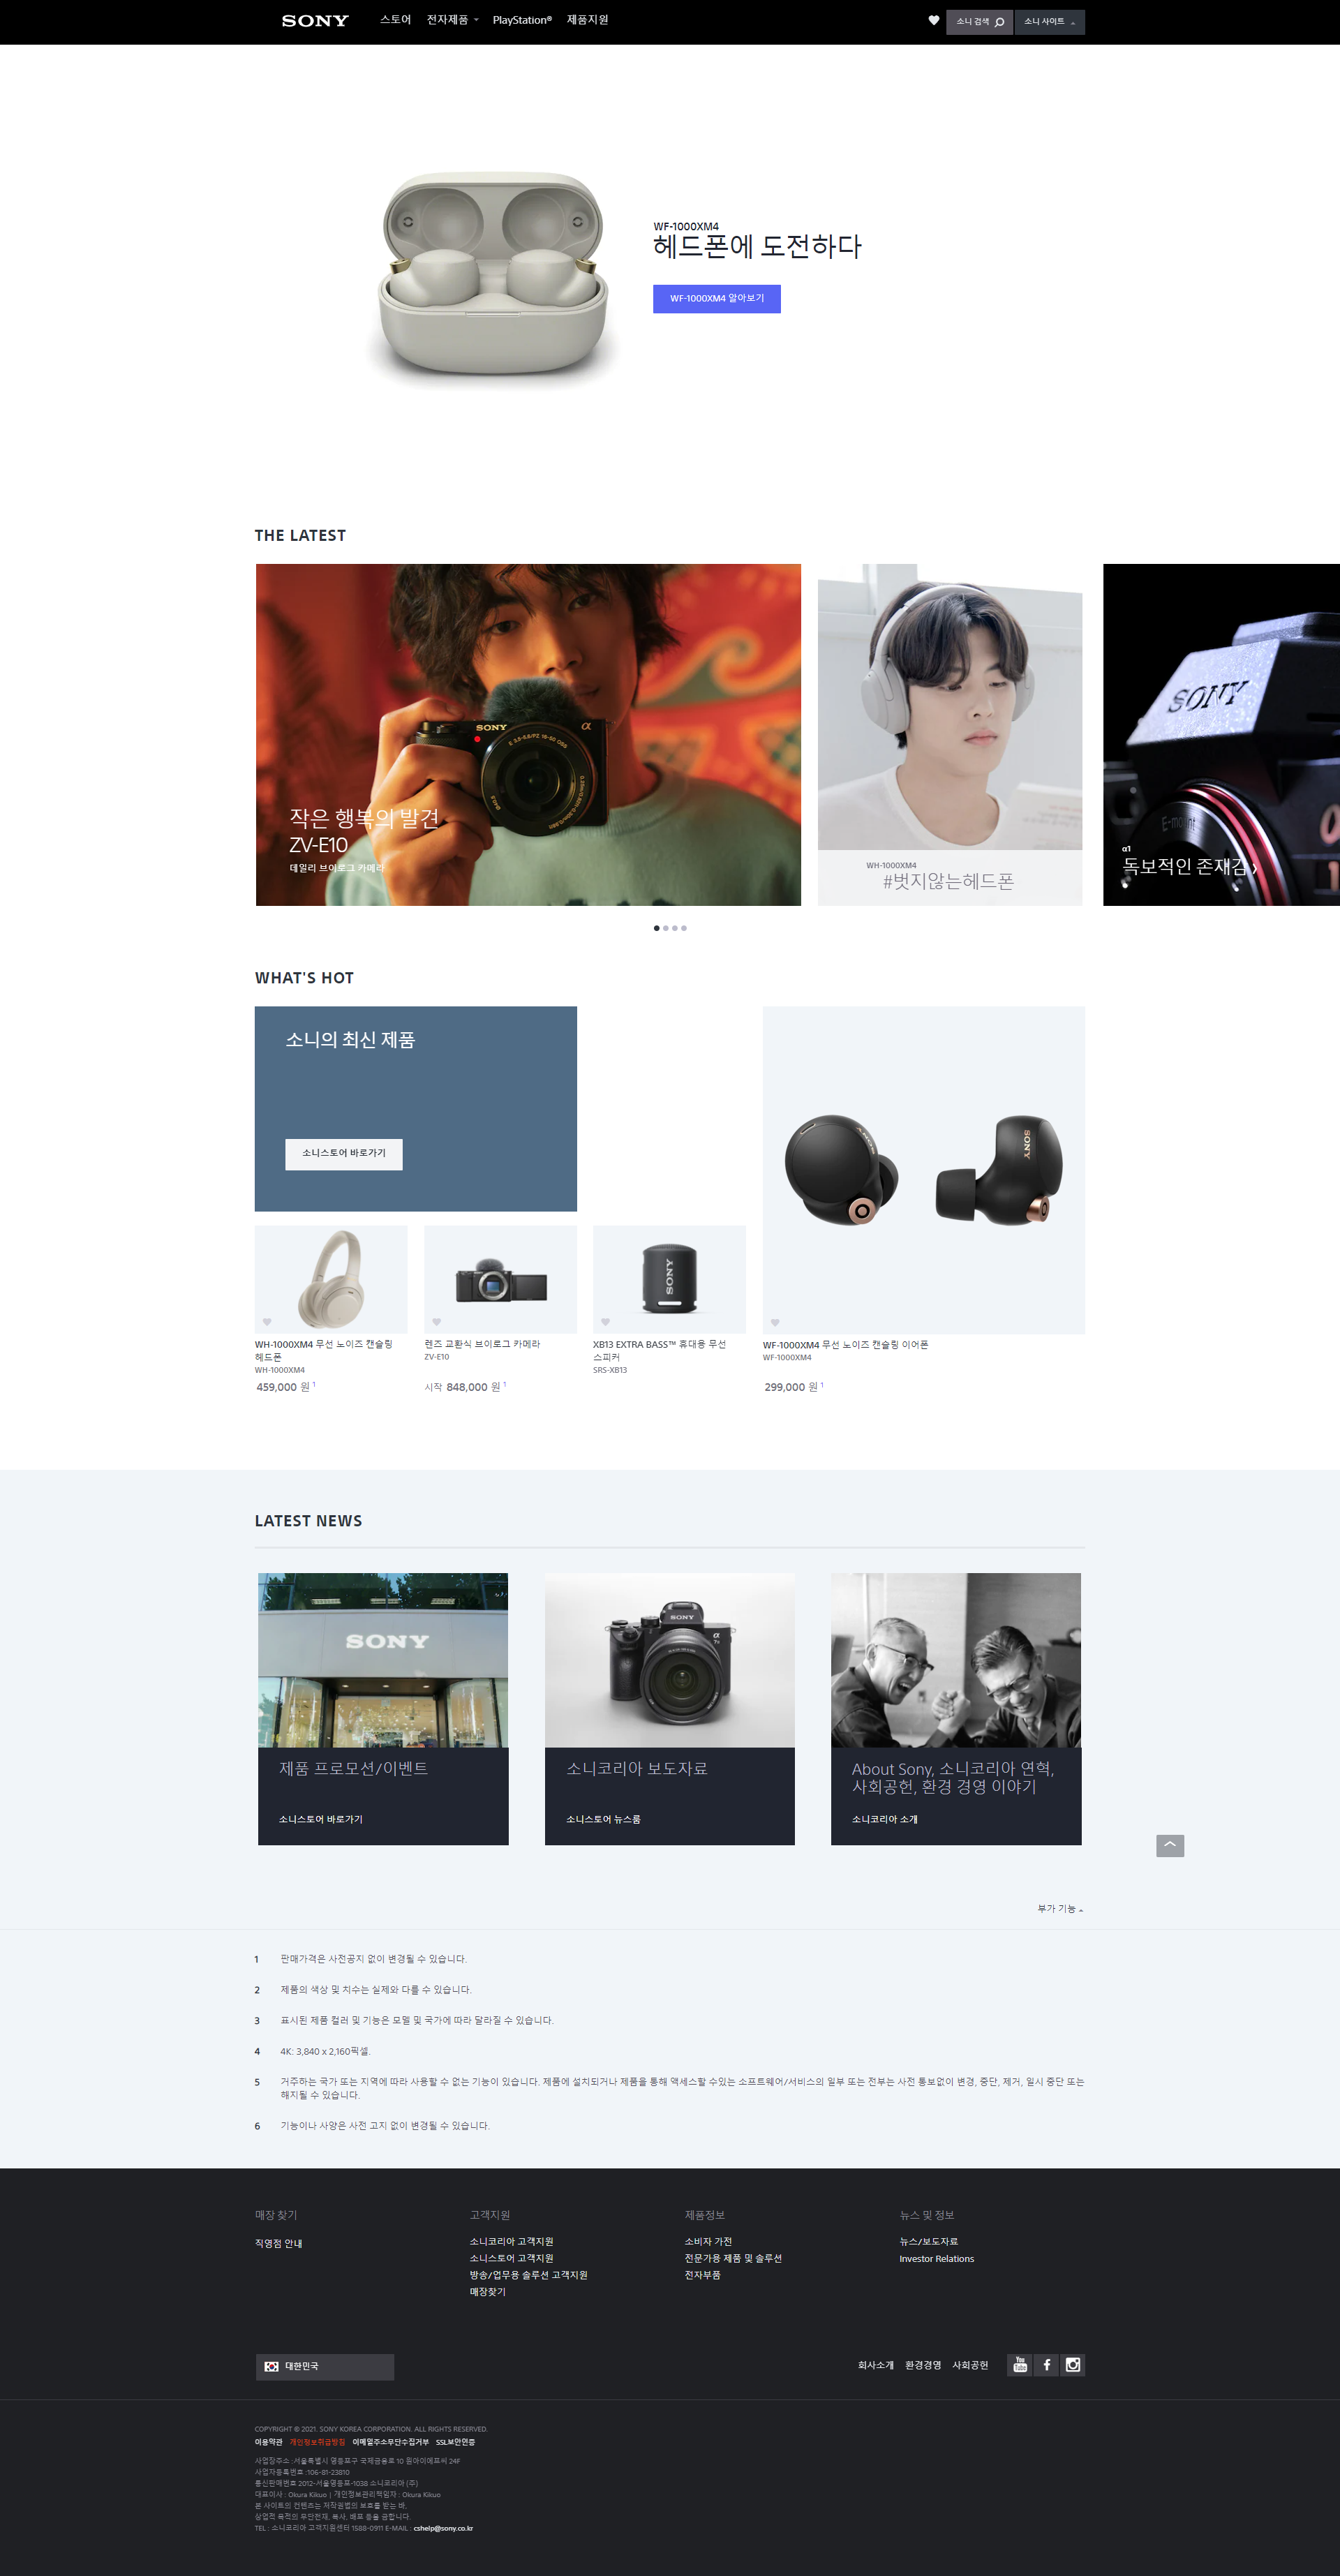 SONY
스토어
전자제품
PlayStation®
제품지원
소니 검색
소니 사이트
WF-1000XM4
헤드폰에 도전하다
WF-1000XM4 알아보기
THE LATEST
SONY
α
E 3.5-5.6/PZ 16-50 OSS
작은 행복의 발견
ZV-E10
데일리 브이로그 카메라
WH-1000XM4
#벗지않는헤드폰
SONY
E-mount
α1
독보적인 존재감
WHAT'S HOT
소니의 최신 제품
소니스토어 바로가기
SONY
SONY
WH-1000XM4 무선 노이즈 캔슬링
헤드폰
WH-1000XM4
459,000 원 1
렌즈 교환식 브이로그 카메라
ZV-E10
시작 848,000 원 1
XB13 EXTRA BASS™ 휴대용 무선
스피커
SRS-XB13
WF-1000XM4 무선 노이즈 캔슬링 이어폰
WF-1000XM4
299,000 원 1
LATEST NEWS
SONY
SONY
제품 프로모션/이벤트
소니스토어 바로가기
소니코리아 보도자료
소니스토어 뉴스룸
About Sony, 소니코리아 연혁,
사회공헌, 환경 경영 이야기
소니코리아 소개
부가 기능
1 판매가격은 사전공지 없이 변경될 수 있습니다.
2 제품의 색상 및 치수는 실제와 다를 수 있습니다.
3 표시된 제품 컬러 및 기능은 모델 및 국가에 따라 달라질 수 있습니다.
4 4K: 3,840 x 2,160픽셀.
5 거주하는 국가 또는 지역에 따라 사용할 수 없는 기능이 있습니다. 제품에 설치되거나 제품을 통해 액세스할 수있는 소프트웨어/서비스의 일부 또는 전부는 사전 통보없이 변경, 중단, 제거, 일시 중단 또는
해지될 수 있습니다.
6 기능이나 사양은 사전 고지 없이 변경될 수 있습니다.
매장 찾기
직영점 안내
고객지원
소니코리아 고객지원
소니스토어 고객지원
방송/업무용 솔루션 고객지원
매장찾기
제품정보
소비자 가전
전문가용 제품 및 솔루션
전자부품
뉴스 및 정보
뉴스/보도자료
Investor Relations
대한민국
회사소개
환경경영
사회공헌
You
Tube
COPYRIGHT © 2021. SONY KOREA CORPORATION. ALL RIGHTS RESERVED.
이용약관 개인정보취급방침 이메일주소무단수집거부 SSL보안인증
사업장주소 :서울특별시 영등포구 국제금융로 10 원아이에프씨 24F
사업자등록번호 :106-81-23810
통신판매번호 2012-서울영등포-1038 소니코리아 (주)
대표이사 : Okura Kikuo | 개인정보관리책임자 : Okura Kikuo
본 사이트의 컨텐츠는 저작권법의 보호를 받는 바,
상업적 목적의 무단전재, 복사, 배포 등을 금합니다.
TEL : 소니코리아 고객지원센터 1588-0911 E-MAIL : cshelp@sony.co.kr